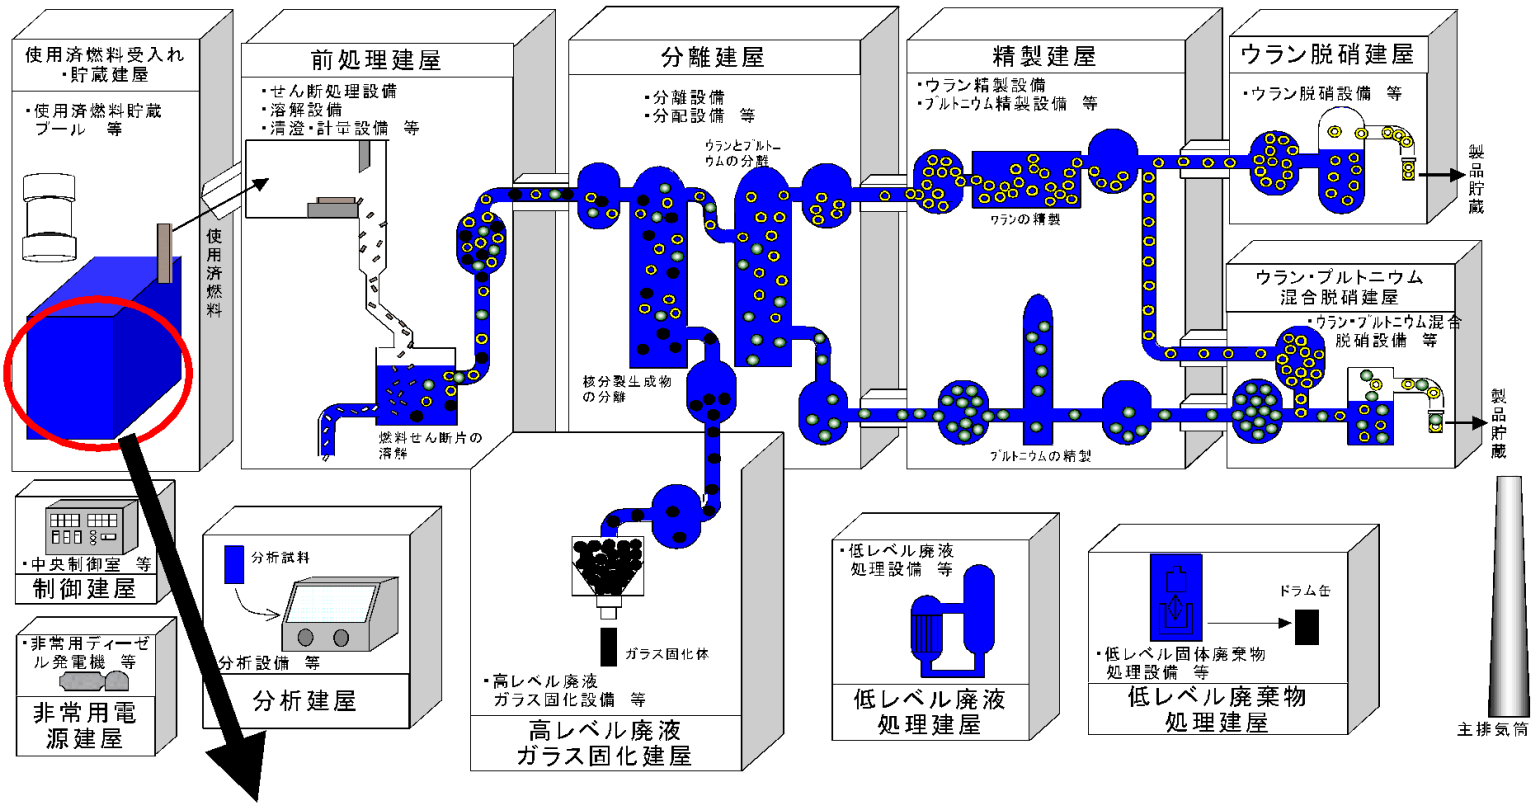 使用済燃料受入れ
・貯蔵建屋
・使用済燃料貯蔵
プール 等
使用済燃料
前処理建屋
・せん断処理設備
・溶解設備
・清澄・計量設備 等
燃料せん断片の
溶解
分離建屋
・分離設備
・分配設備 等
ウランとプルトニ
ウムの分離
核分裂生成物
の分離
精製建屋
・ウラン精製設備
・プルトニウム精製設備 等
ウランの精製
プルトニウムの精製
ウラン脱硝建屋
・ウラン脱硝設備 等
製品貯蔵
ウラン・プルトニウム
混合脱硝建屋
・ウラン・プルトニウム混合
脱硝設備 等
製品貯蔵
・中央制御室 等
制御建屋
・非常用ディーゼ
ル発電機 等
非常用電
源建屋
分析試料
分析設備 等
分析建屋
ガラス固化体
・高レベル廃液
ガラス固化設備 等
高レベル廃液
ガラス固化建屋
・低レベル廃液
処理設備 等
低レベル廃液
処理建屋
ドラム缶
・低レベル固体廃棄物
処理設備 等
低レベル廃棄物
処理建屋
主排気筒